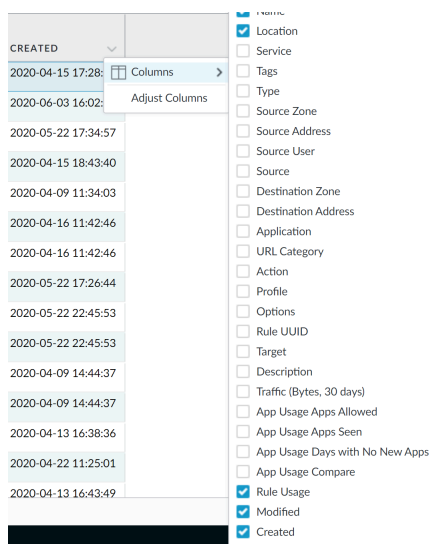 Name
Location
Service
Tags
Type
Source Zone
Source Address
Source User
Source
Destination Zone
Destination Address
Application
URL Category
Action
Profile
Options
Rule UUID
Target
Description
Traffic (Bytes, 30 days)
App Usage Apps Allowed
App Usage Apps Seen
App Usage Days with No New Apps
App Usage Compare
Rule Usage
Modified
Created
CREATED
Columns
Adjust Columns
2020-04-15 17:28:
2020-06-03 16:02:
2020-05-22 17:34:57
2020-04-15 18:43:40
2020-04-09 11:34:03
2020-04-16 11:42:46
2020-04-16 11:42:46
2020-05-22 17:26:44
2020-05-22 22:45:53
2020-05-22 22:45:53
2020-04-09 14:44:37
2020-04-09 14:44:37
2020-04-13 16:38:36
2020-04-22 11:25:01
2020-04-13 16:43:49